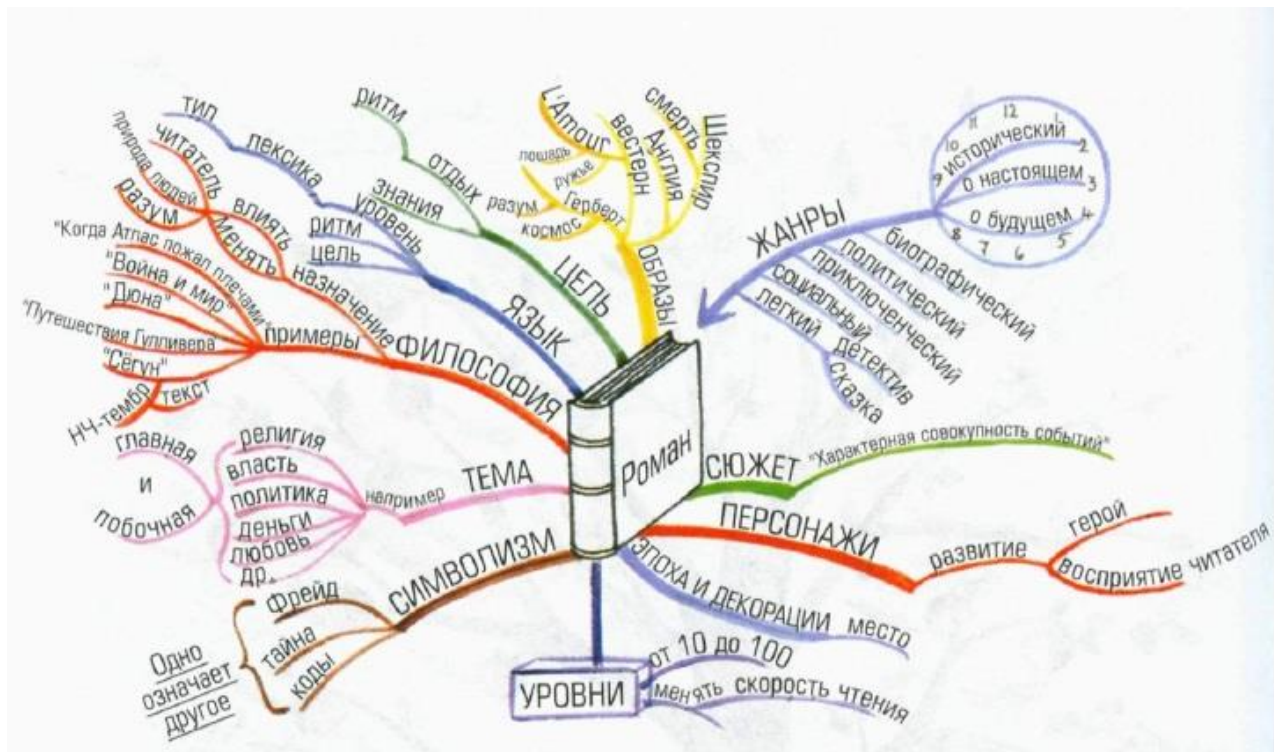 Роман
ЖАНРЫ
12
1
2
3
4
5
6
7
8
9
10
11
исторический
о настоящем
о будущем
биографический
политический
приключенческий
социальный
легкий
детектив
сказка
СЮЖЕТ
"Характерная совокупность событий"
ПЕРСОНАЖИ
развитие
герой
восприятие читателя
ЭПОХА И ДЕКОРАЦИИ место
УРОВНИ
от 10 до 100
менять скорость чтения
СИМВОЛИЗМ
Фрейд
тайна
коды
Одно
означает
другое
ТЕМА
например
религия
власть
политика
деньги
любовь
др.
главная
и
побочная
ФИЛОСОФИЯ
примеры
"Когда Атлас пожал плечами"
"Война и мир"
"Дюна"
"Путешествия Гулливера"
"Сёгун"
текст
НЧ-тембр
назначение
влиять
менять
читатель
природа людей
разум
ЯЗЫК
уровень
лексика
тип
ритм
цель
ЦЕЛЬ
знания
отдых
ритм
ОБРАЗЫ
Герберт
разум
космос
вестерн
L'Amour
лошадь
ружье
Англия
смерть
Шекспир